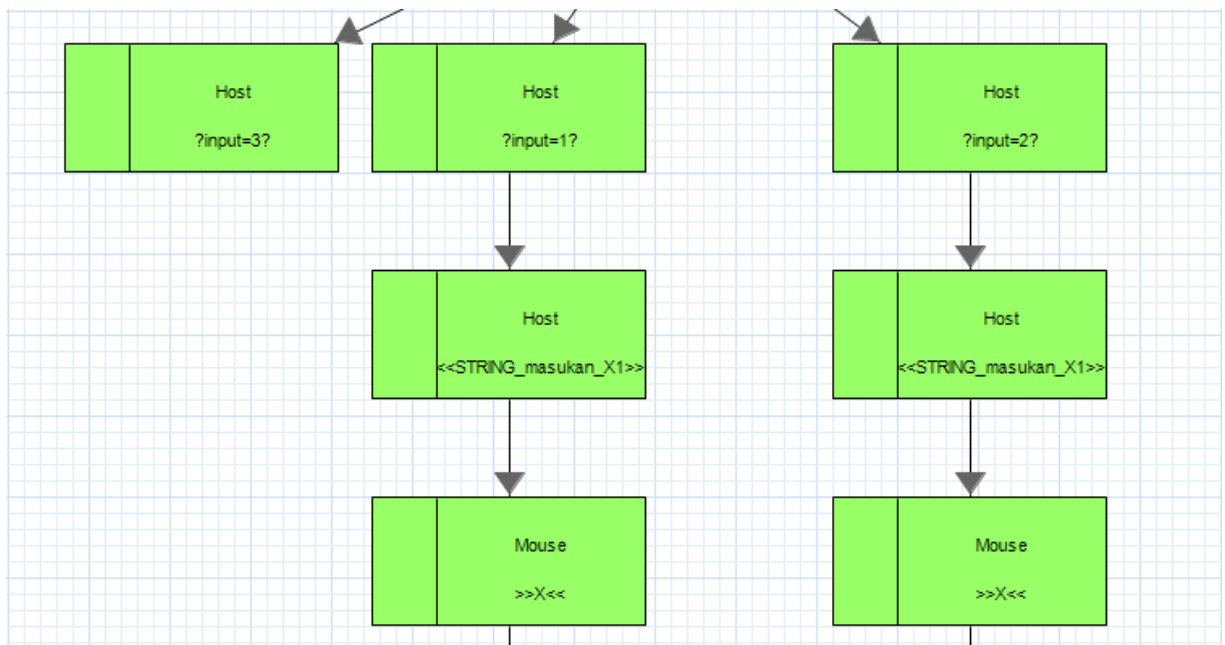 Host
?input=3?
Host
?input=1?
Host
?input=2?
Host
<<STRING_masukan_X1>>
Host
<<STRING_masukan_X1>>
Mouse
>>X<<
Mouse
>>X<<